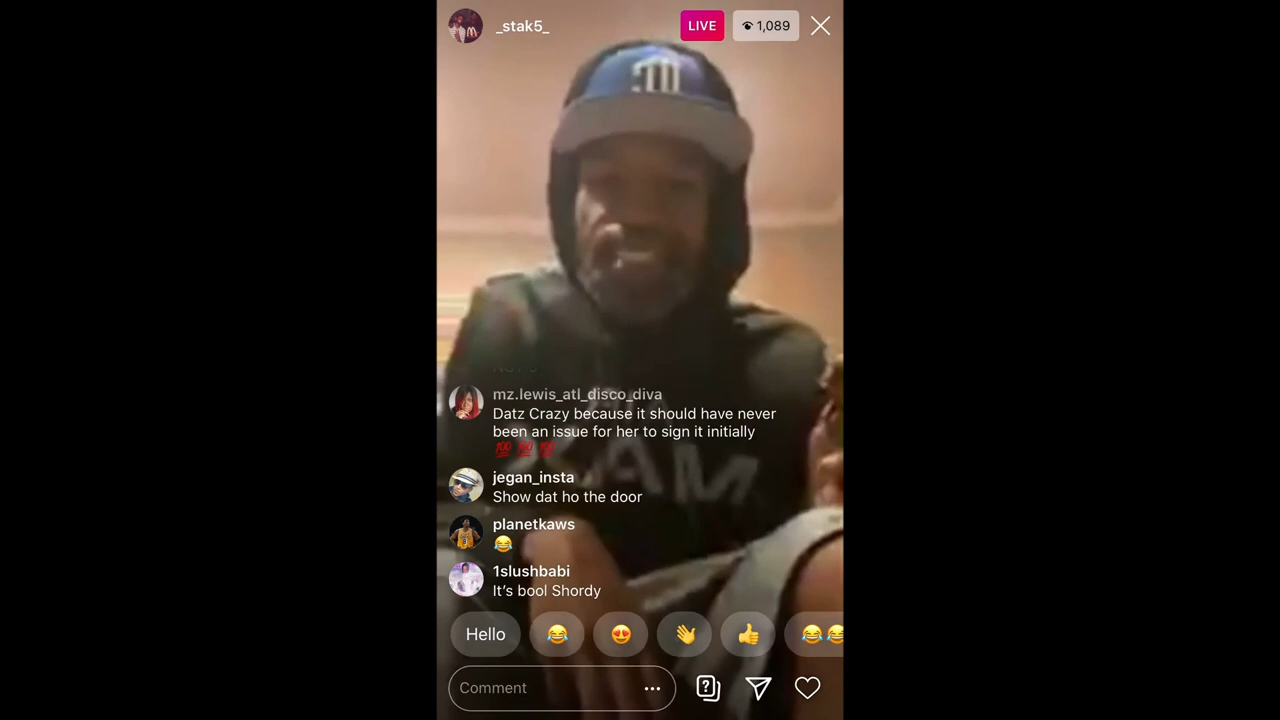 _stak5_
LIVE
1,089
mz.lewis_atl_disco_diva
Datz Crazy because it should have never
been an issue for her to sign it initially
💯 💯 💯
jegan_insta
Show dat ho the door
planetkaws
😂
1slushbabi
It's bool Shordy
Hello
Comment